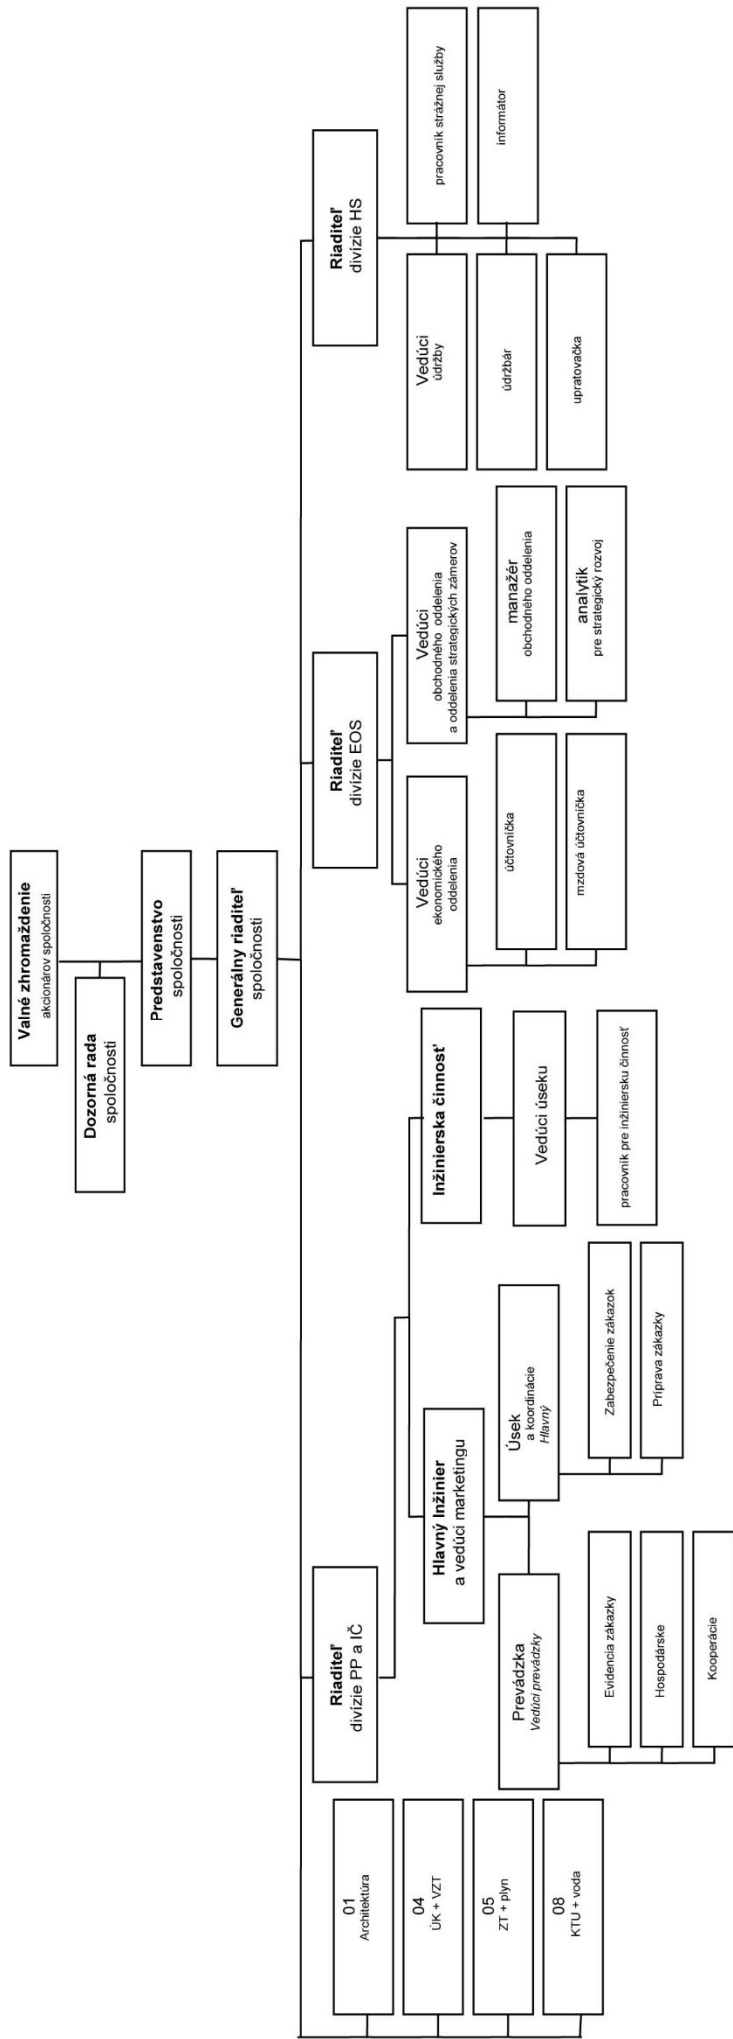 Valné zhromaždenie
akcionárov spoločnosti
Dozorná rada
spoločnosti
Predstavenstvo
spoločnosti
Generálny riaditeľ
spoločnosti
Riaditeľ
divízie PP a IČ
Riaditeľ
divízie EOS
Riaditeľ
divízie HS
01
Architektúra
04
ÚK + VZT
05
ZT + plyn
08
KTU + voda
Hlavný Inžinier
a vedúci marketingu
Inžinierska činnosť
Prevádzka
Vedúci prevádzky
Úsek
a koordinácie
Hlavný
Vedúci úseku
Evidencia zákazky
Hospodárske
Kooperácie
Zabezpečenie zákazok
Príprava zákazky
pracovník pre inžiniersku činnosť
Vedúci
ekonomického
oddelenia
účtovníčka
mzdová účtovníčka
Vedúci
obchodného oddelenia
a oddelenia strategických zámerov
manažér
obchodného oddelenia
analytik
pre strategický rozvoj
Vedúci
údržby
údržbár
upratovačka
pracovník strážnej služby
informátor